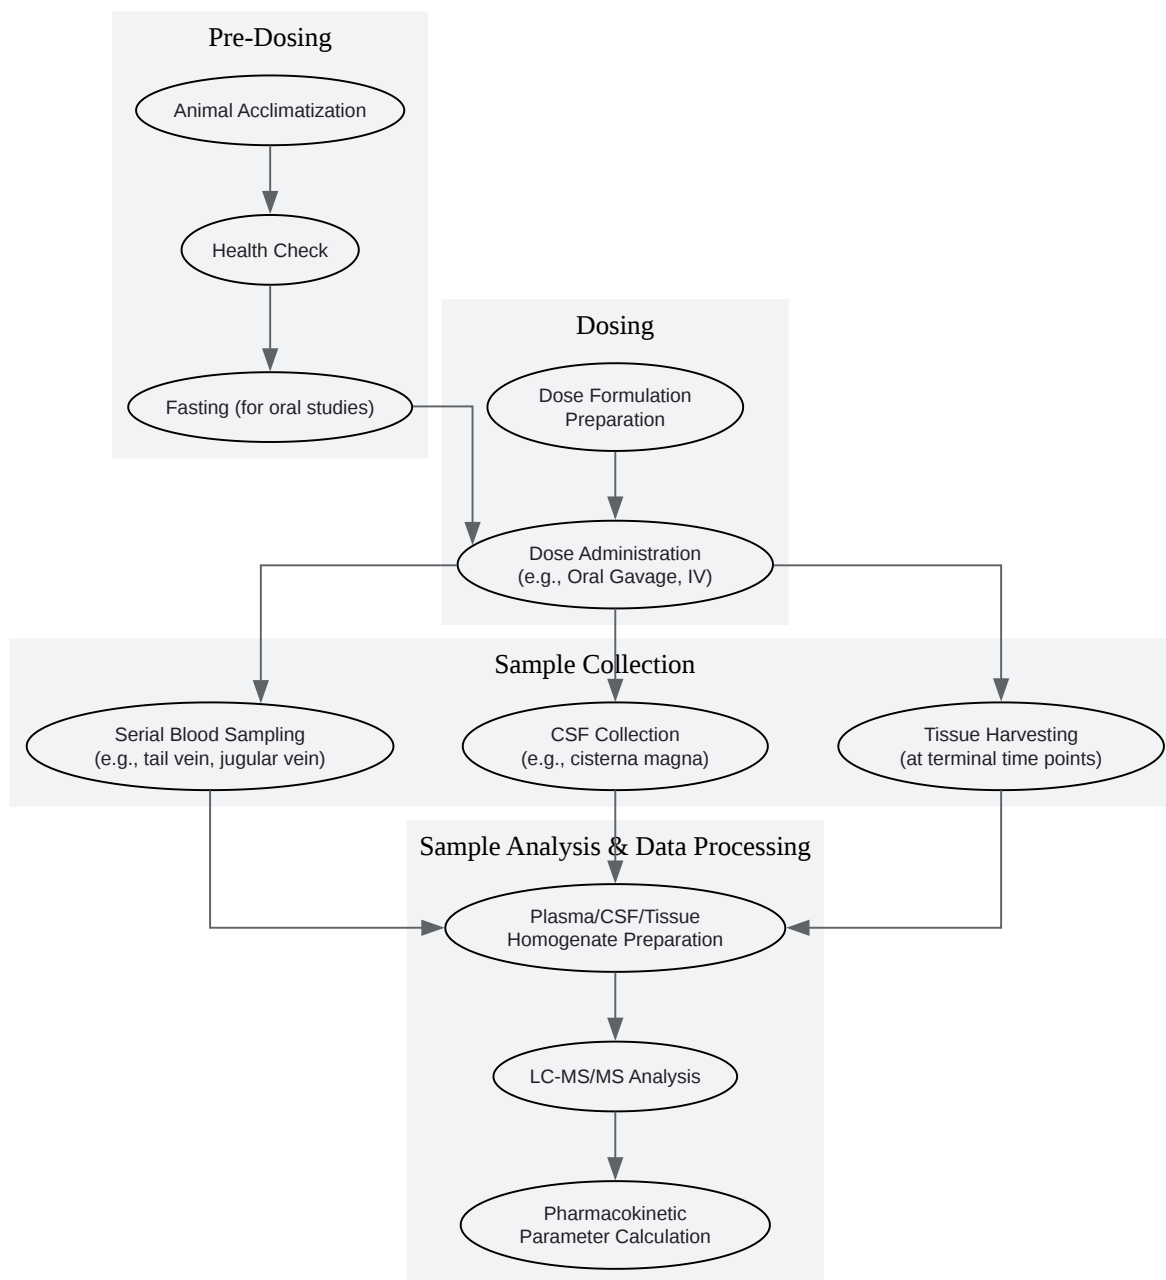 Pre-Dosing
Animal Acclimatization
Health Check
Fasting (for oral studies)
Dosing
Dose Formulation
Preparation
Dose Administration
(e.g., Oral Gavage, IV)
Sample Collection
Serial Blood Sampling
(e.g., tail vein, jugular vein)
CSF Collection
(e.g., cisterna magna)
Tissue Harvesting
(at terminal time points)
Sample Analysis & Data Processing
Plasma/CSF/Tissue
Homogenate Preparation
LC-MS/MS Analysis
Pharmacokinetic
Parameter Calculation